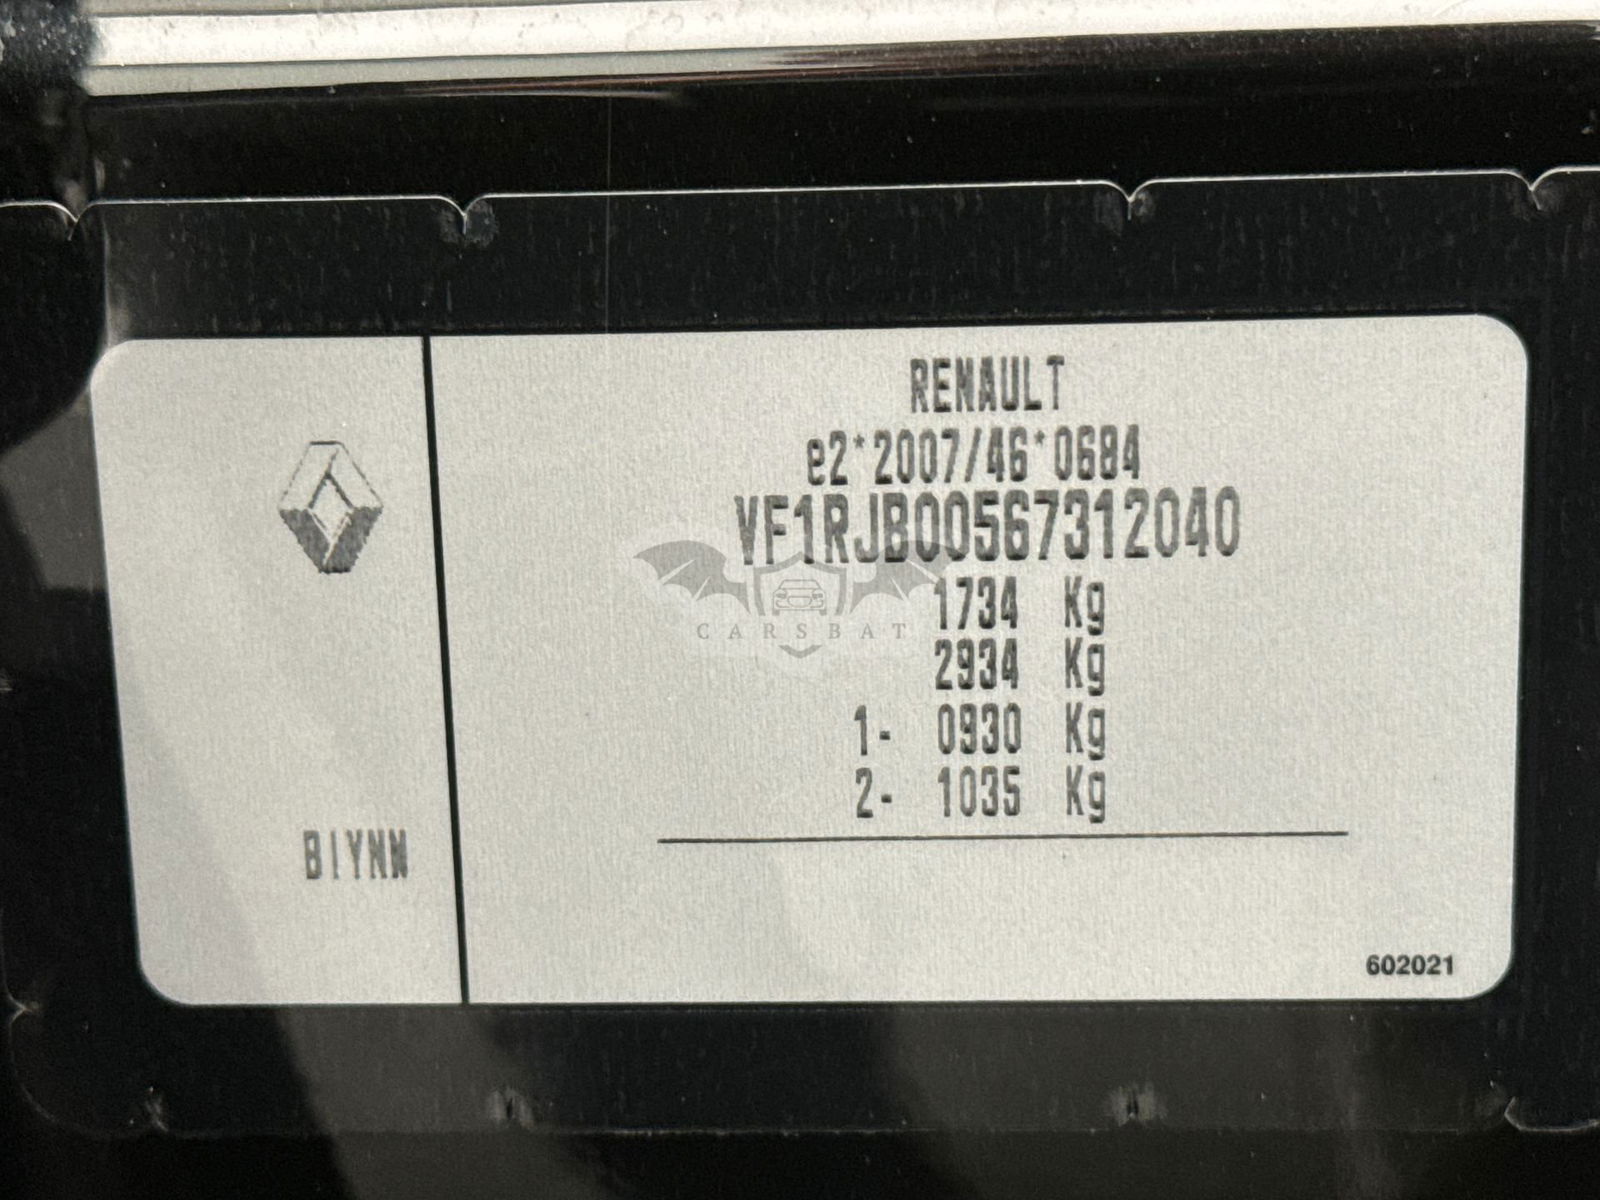 RENAULT
e2*2007/46*0684
VF1RJB00567312040
CARSBAT
1734 Kg
2934 Kg
1- 0930 Kg
2- 1035 Kg
BIYNN
602021